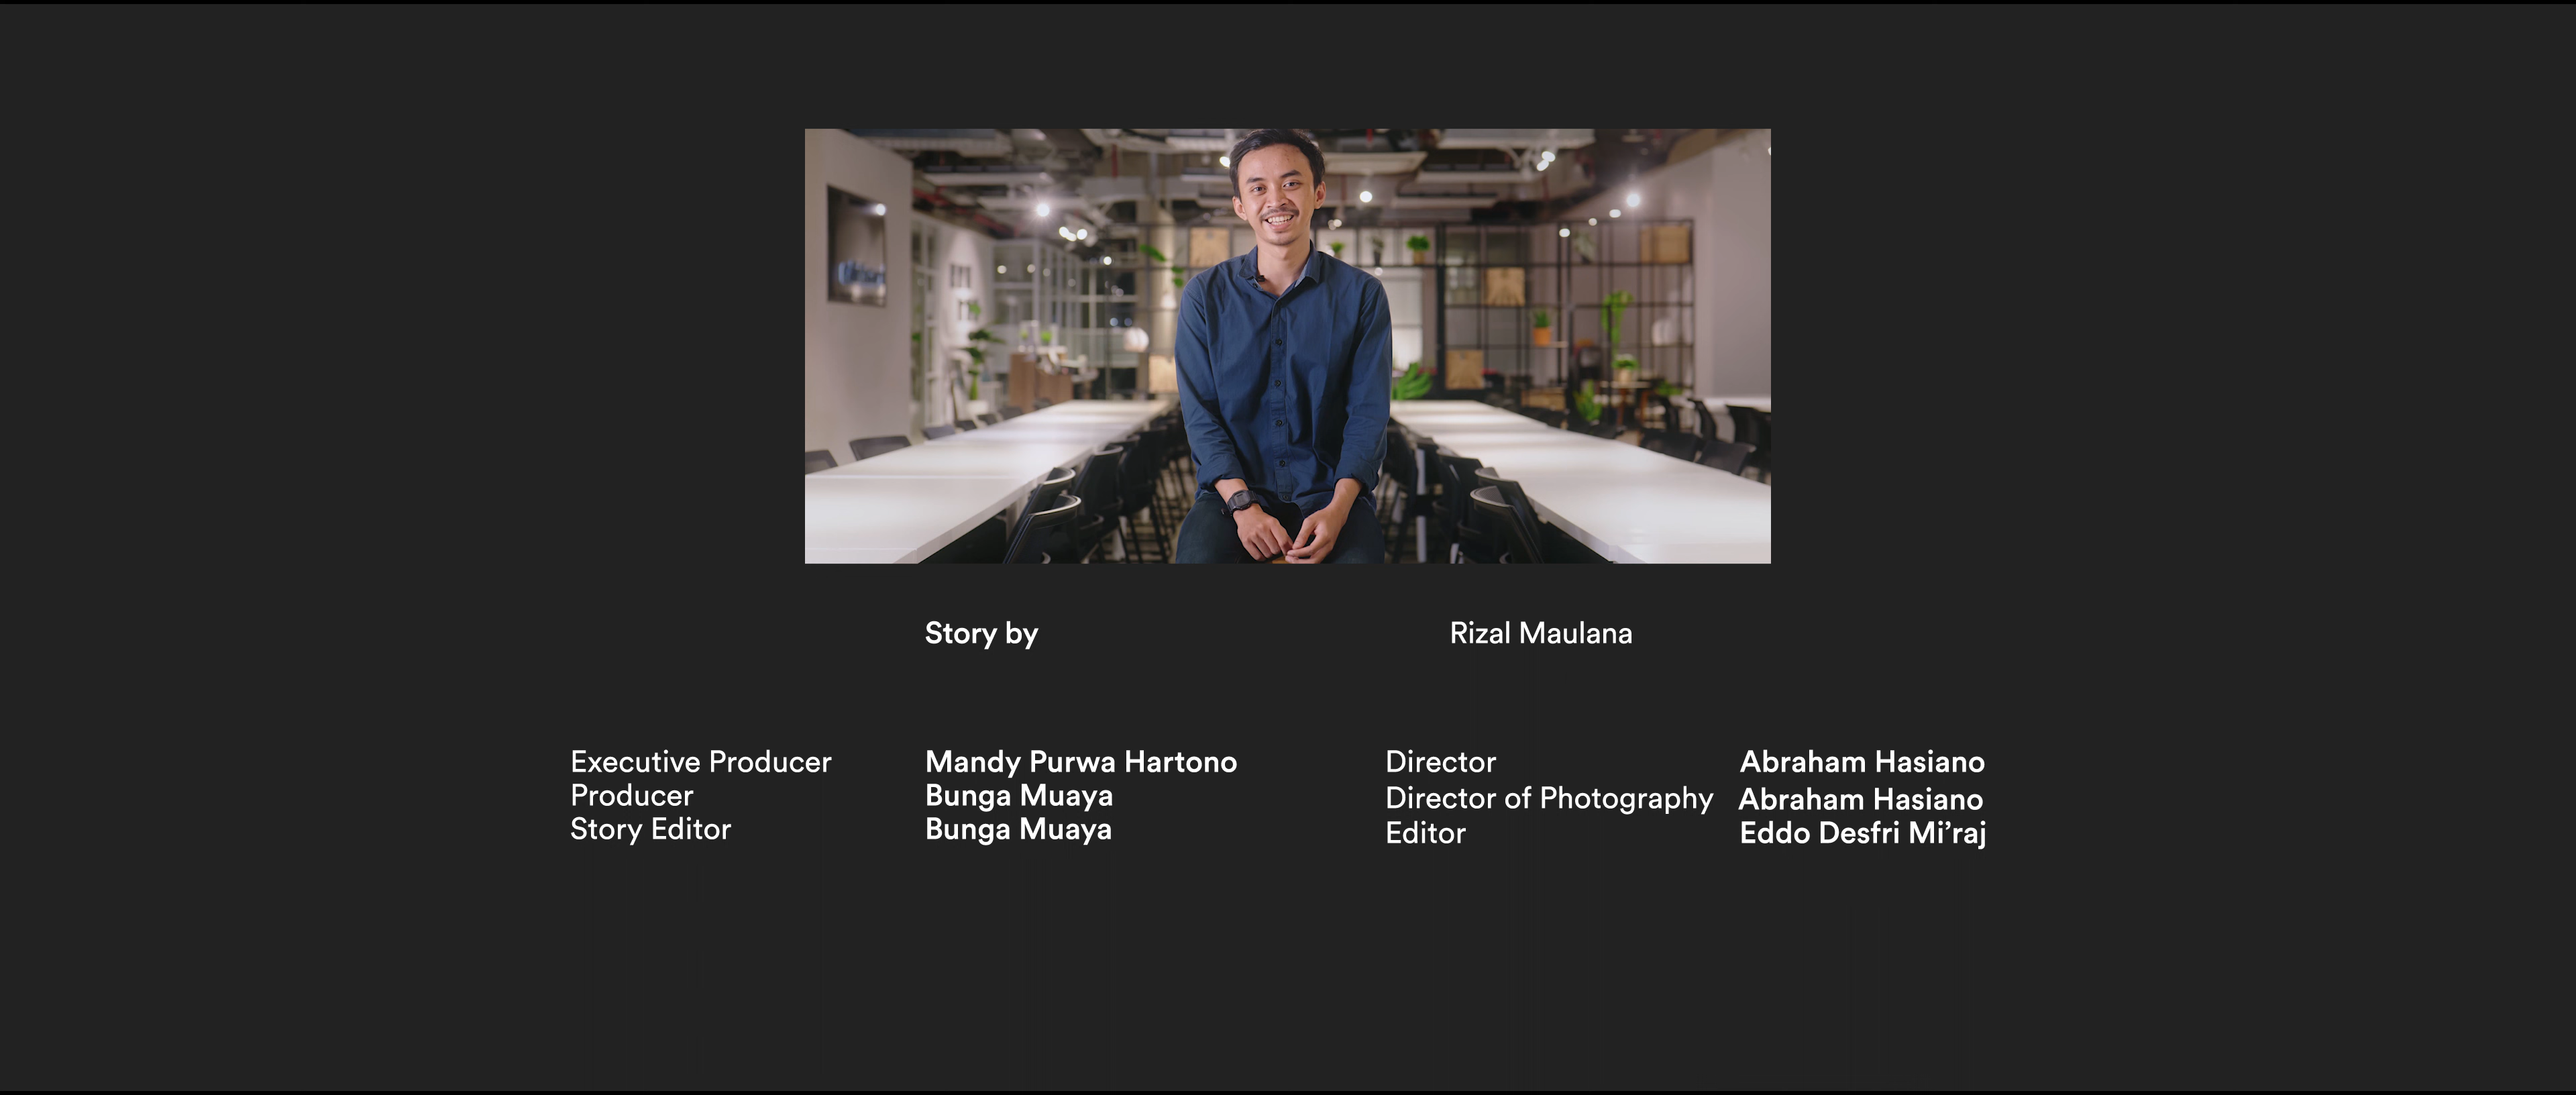 Story by Rizal Maulana
Executive Producer Mandy Purwa Hartono
Producer Bunga Muaya
Story Editor Bunga Muaya
Director Abraham Hasiano
Director of Photography Abraham Hasiano
Editor Eddo Desfri Mi’raj